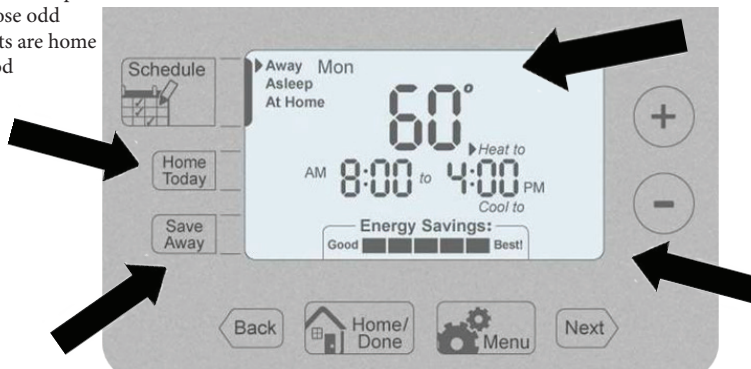 ose odd
ts are home
od
Schedule
Away Mon
Asleep
At Home
60°
Heat to
AM 8:00 to 4:00 PM
Cool to
Home
Today
Save
Away
Energy Savings:
Good Best!
+
-
Back
Home/
Done
Menu
Next